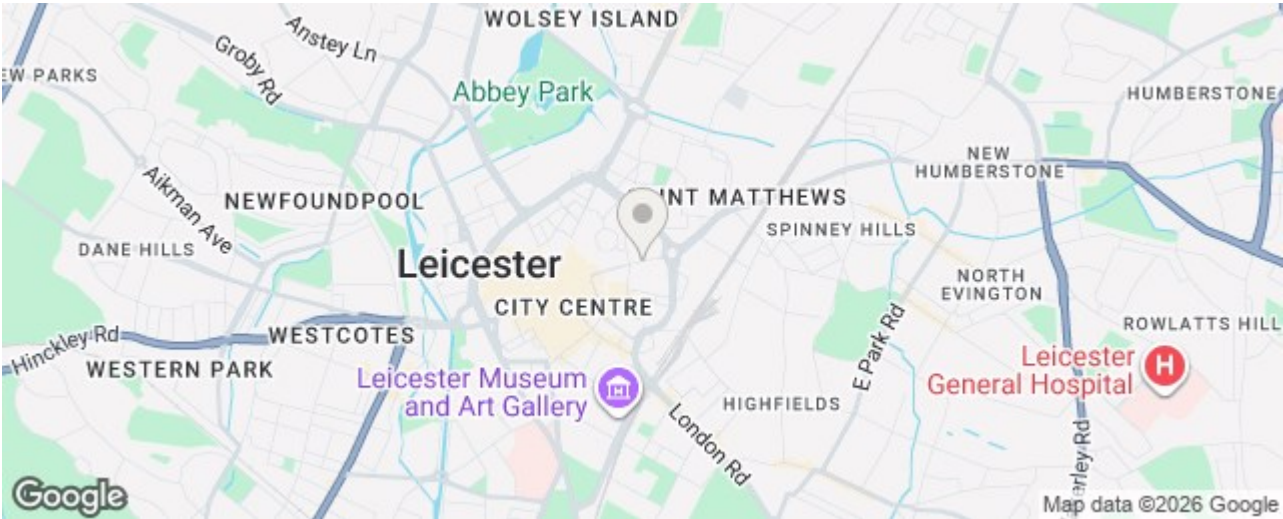 WOLSEY ISLAND
Anstey Ln
Groby Rd
EW PARKS
Abbey Park
HUMBERSTONE
NEW
HUMBERSTONE
Aikman Ave
NEWFOUNDPOOL
INT MATTHEWS
SPINNEY HILLS
DANE HILLS
Leicester
CITY CENTRE
NORTH
EVINGTON
ROWLATTS HILL
Hinckley Rd
WESTCOTES
WESTERN PARK
E Park Rd
Leicester
General Hospital
H
Leicester Museum
and Art Gallery
HIGHFIELDS
London Rd
erley Rd
Google
Map data ©2026 Google